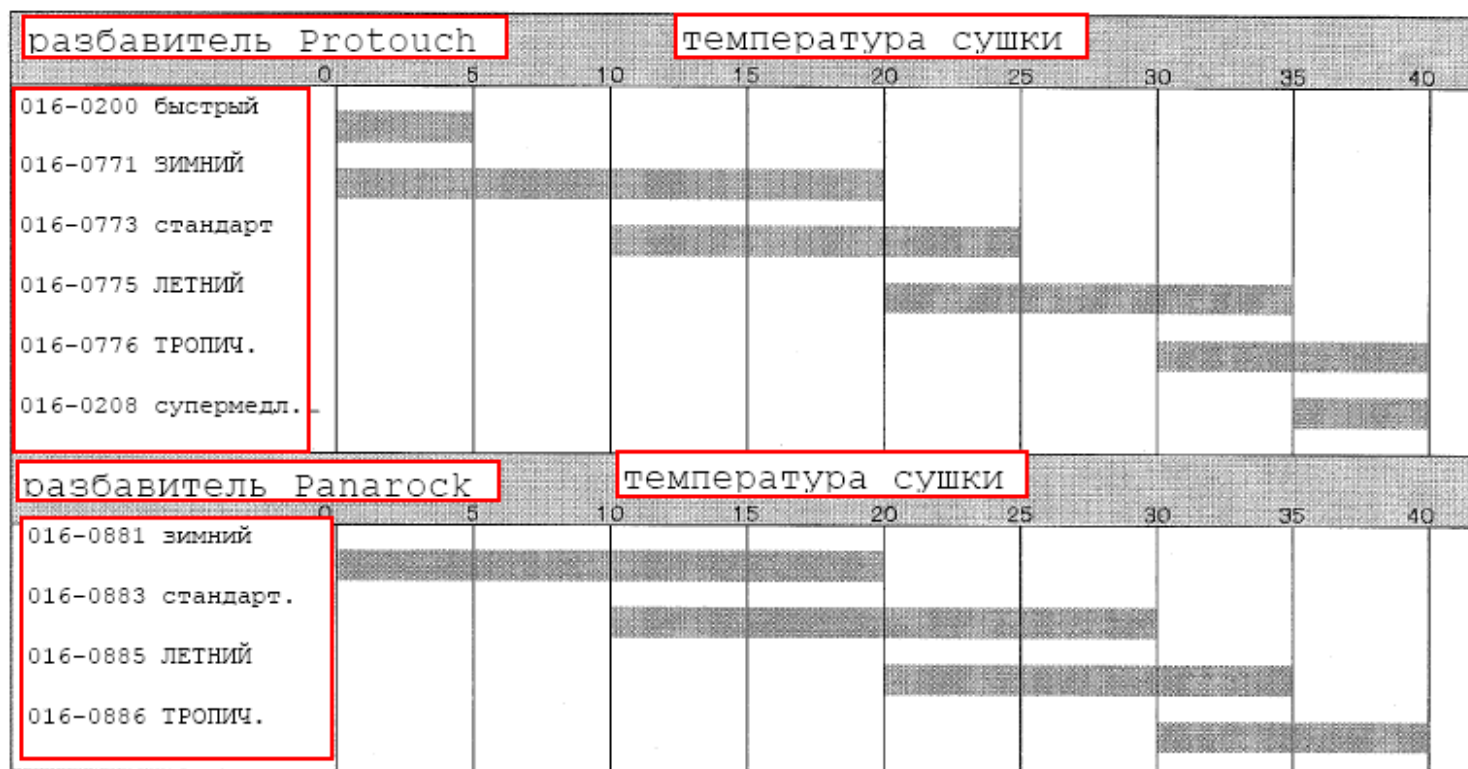 разбавитель Protouch температура сушки
0 5 10 15 20 25 30 35 40
016-0200 быстрый
016-0771 ЗИМНИЙ
016-0773 стандарт
016-0775 ЛЕТНИЙ
016-0776 ТРОПИЧ.
016-0208 супермедл.
разбавитель Panarock температура сушки
0 5 10 15 20 25 30 35 40
016-0881 зимний
016-0883 стандарт.
016-0885 ЛЕТНИЙ
016-0886 ТРОПИЧ.